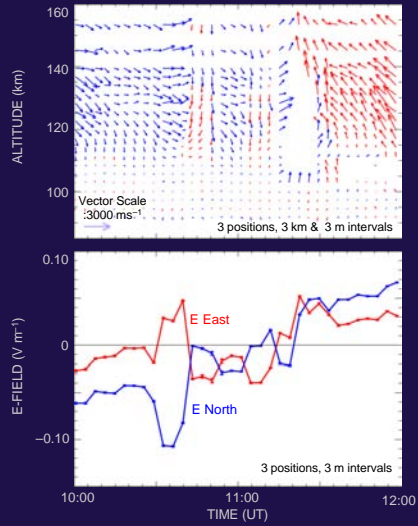 160
140
120
100
ALTITUDE (km)
Vector Scale
3000 ms⁻¹
3 positions, 3 km & 3 m intervals
0.10
0
–0.10
E-FIELD (V m⁻¹)
E East
E North
3 positions, 3 m intervals
10:00
11:00
12:00
TIME (UT)